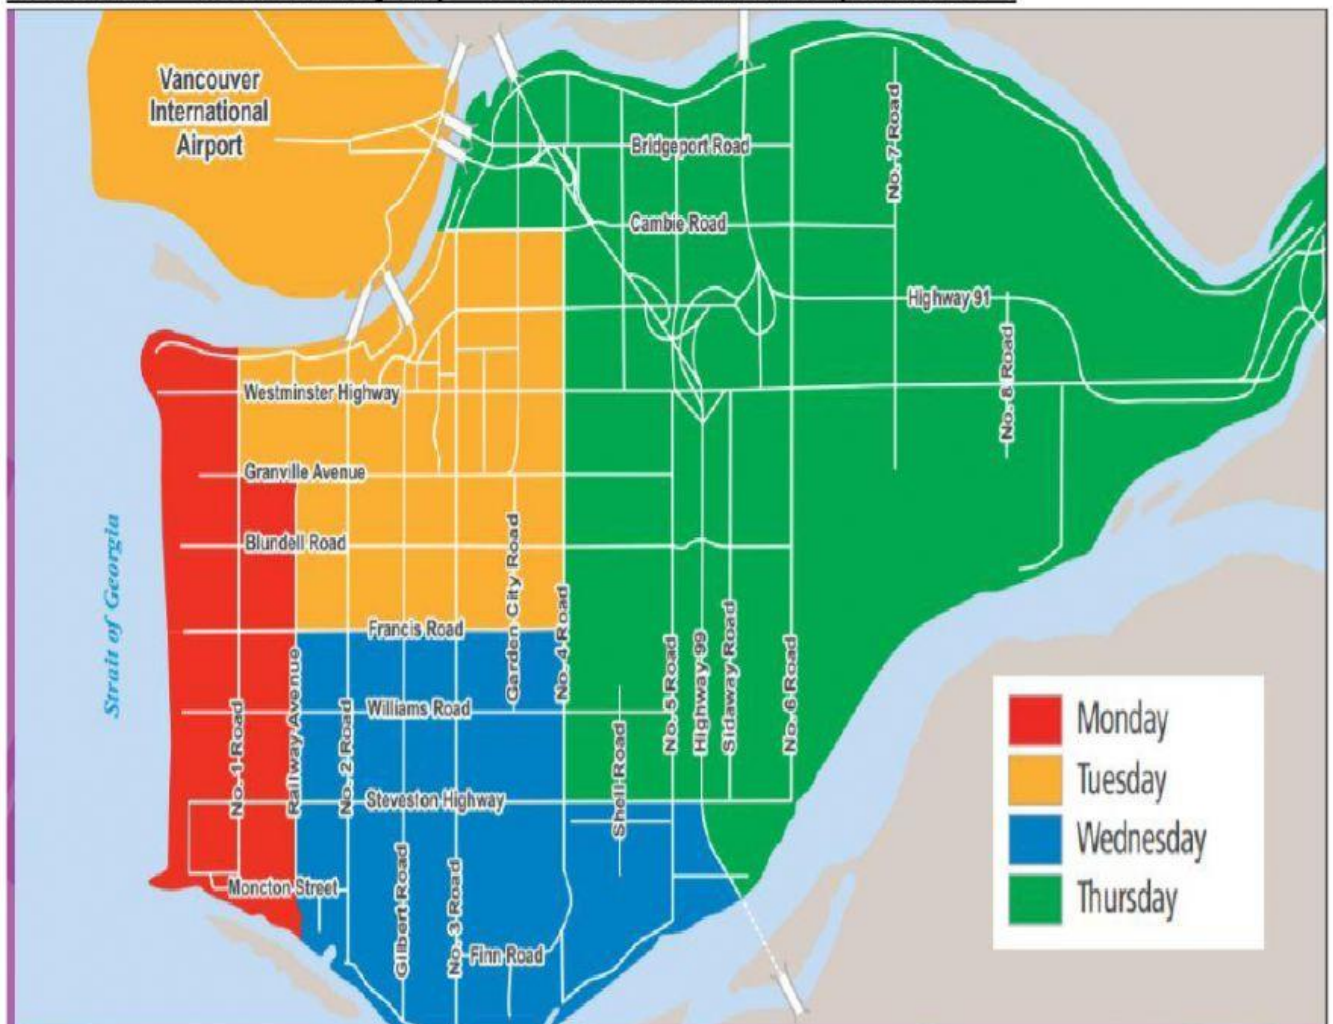 Vancouver
International
Airport
Bridgeport Road
No. 7 Road
Cambie Road
Highway 91
No. 8 Road
Westminster Highway
Granville Avenue
Blundell Road
Strait of Georgia
Garden City Road
No. 4 Road
Francis Road
Williams Road
No. 1 Road
Railway Avenue
No. 2 Road
No. 5 Road
Highway 99
Sidaway Road
No. 6 Road
Shell Road
Steveston Highway
Moncton Street
Gilbert Road
No. 3 Road
Finn Road
Monday
Tuesday
Wednesday
Thursday